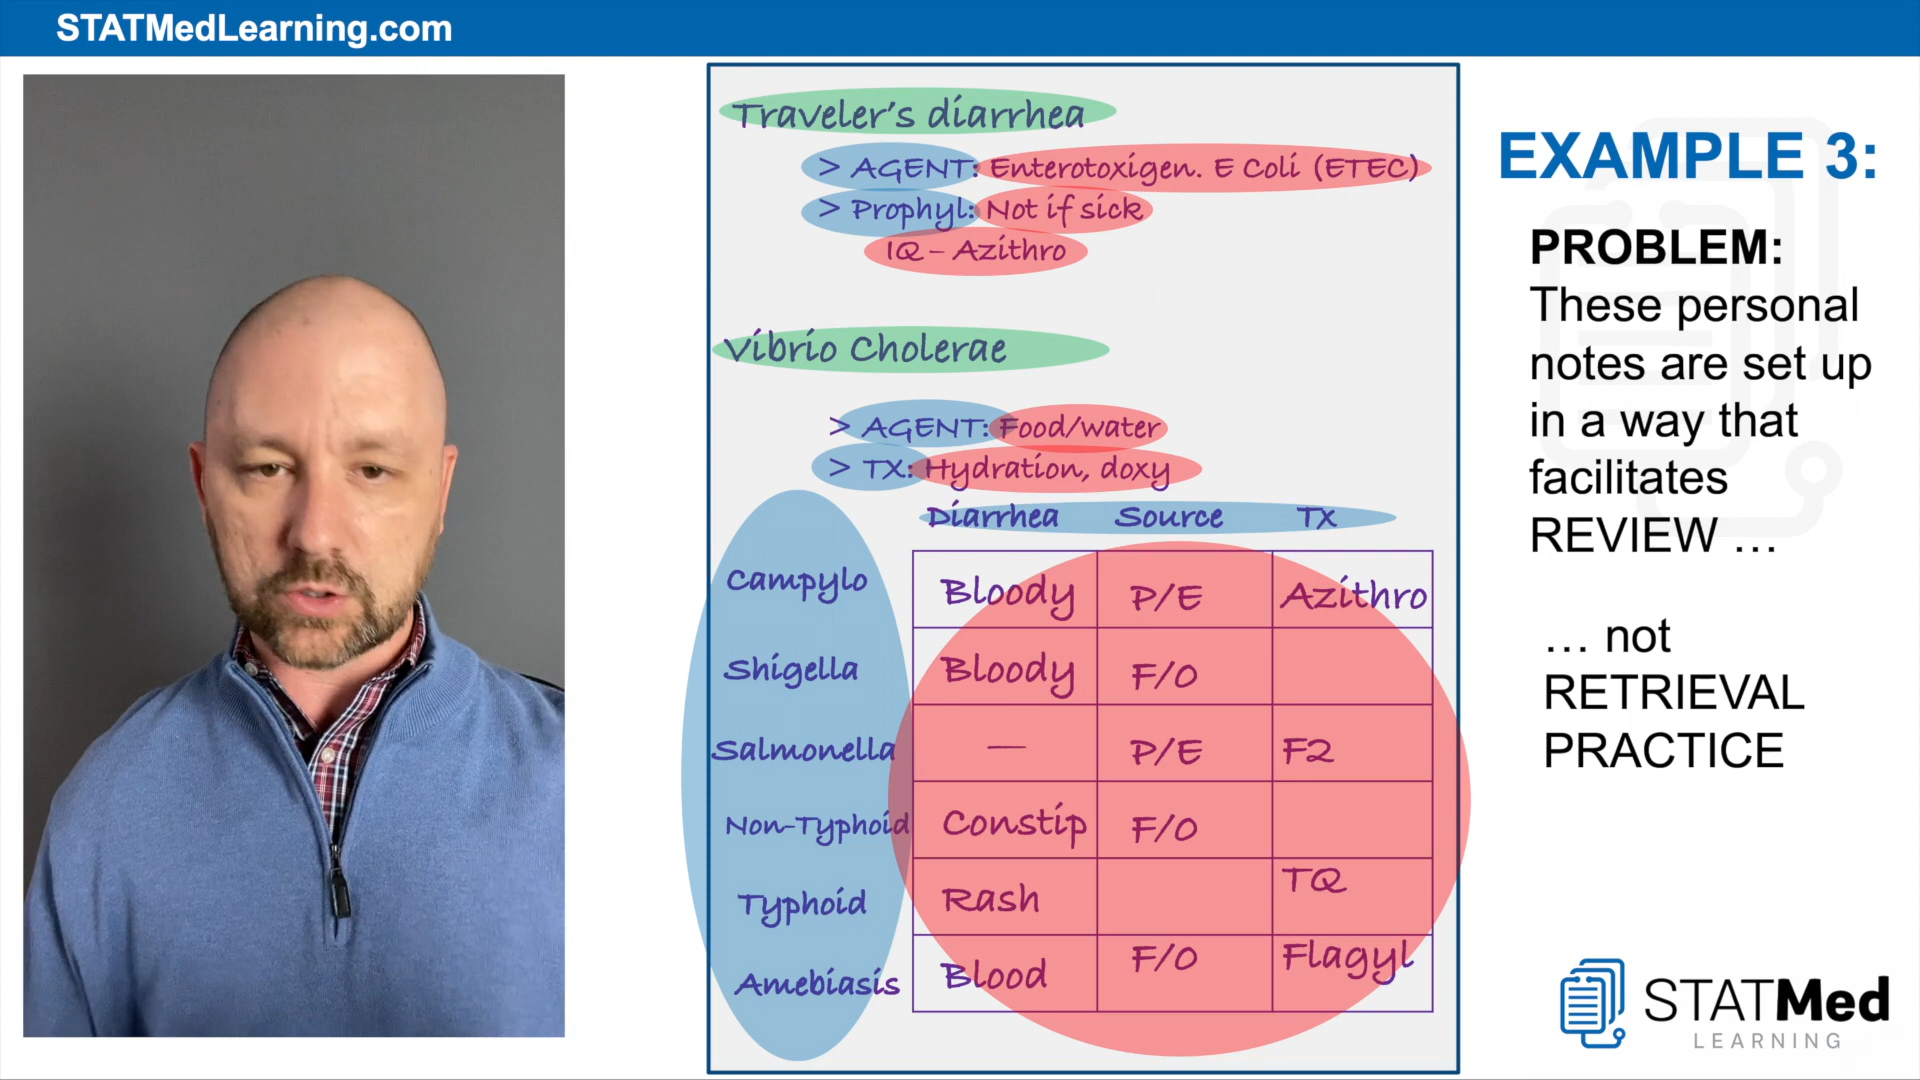 STATMedLearning.com
Traveler's diarrhea
> AGENT: Enterotoxigen. E Coli (ETEC)
> Prophyl: Not if sick
IQ – Azithro
Vibrio Cholerae
> AGENT: Food/water
> TX: Hydration, doxy
Diarrhea Source Tx
Campylo Bloody P/E Azithro
Shigella Bloody F/O
Salmonella — P/E F2
Non-Typhoid Constip F/O
Typhoid Rash TQ
Amebiasis Blood F/O Flagyl
EXAMPLE 3:
PROBLEM:
These personal
notes are set up
in a way that
facilitates
REVIEW ...
... not
RETRIEVAL
PRACTICE
STATMed
LEARNING